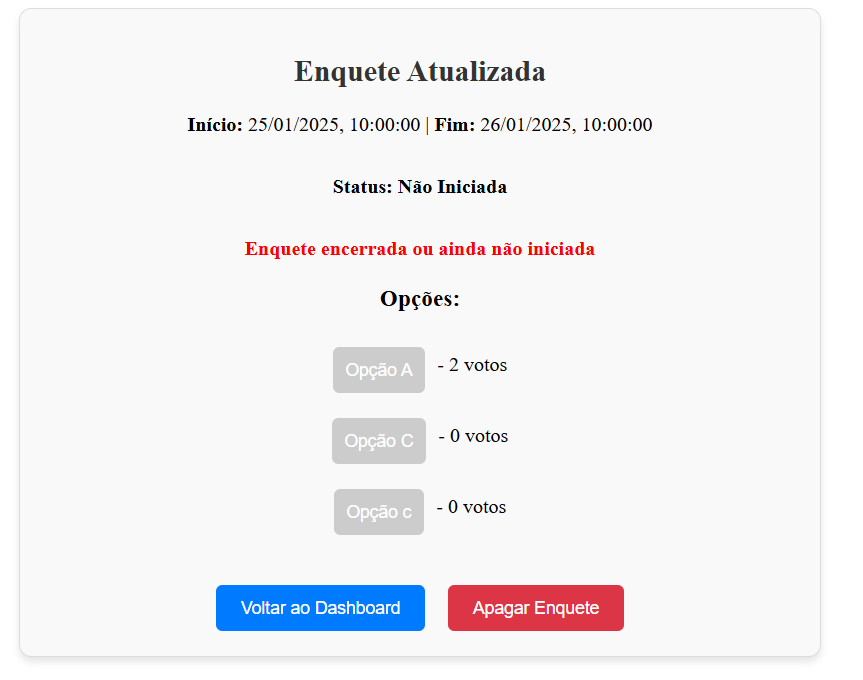 Enquete Atualizada
Início: 25/01/2025, 10:00:00 | Fim: 26/01/2025, 10:00:00
Status: Não Iniciada
Enquete encerrada ou ainda não iniciada
Opções:
Opção A - 2 votos
Opção C - 0 votos
Opção c - 0 votos
Voltar ao Dashboard Apagar Enquete